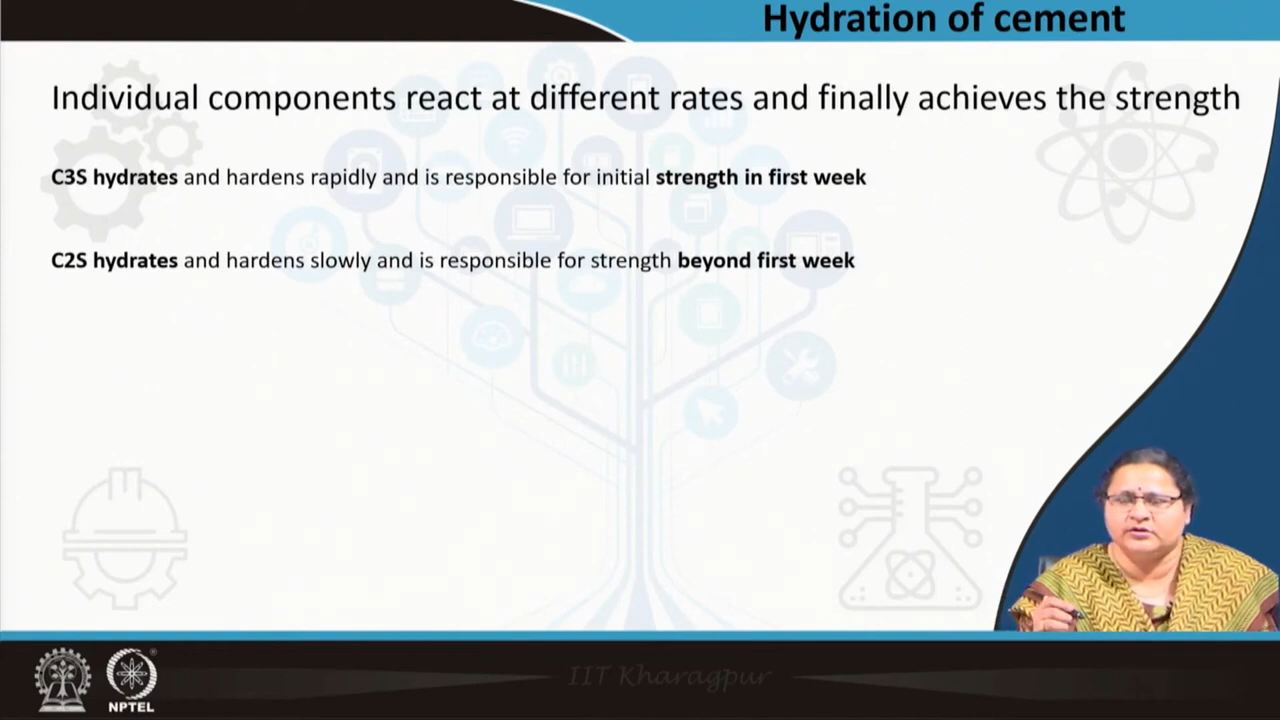 Hydration of cement
Individual components react at different rates and finally achieves the strength
C3S hydrates and hardens rapidly and is responsible for initial strength in first week
C2S hydrates and hardens slowly and is responsible for strength beyond first week
IIT Kharagpur
NPTEL